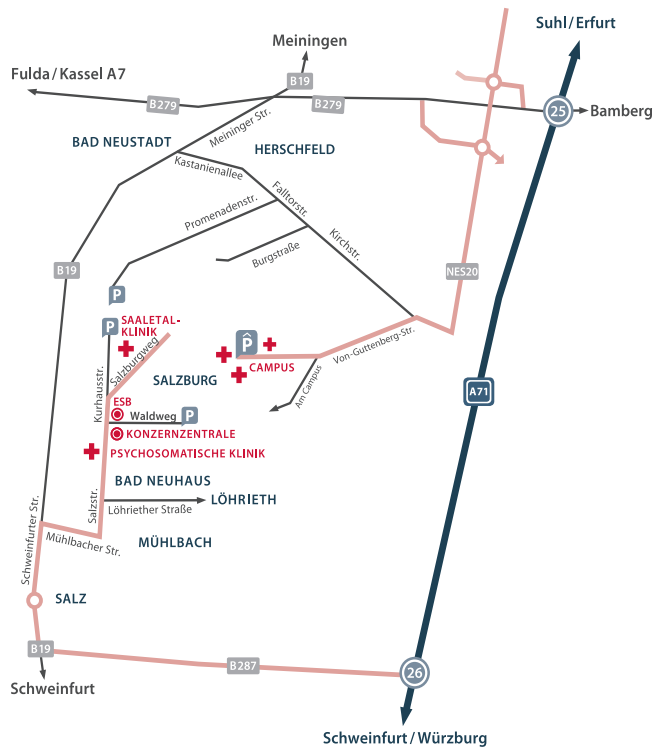 Suhl / Erfurt
Meiningen
Fulda / Kassel A7
B19
B279
B279
25
Bamberg
Meininger Str.
BAD NEUSTADT
HERSCHFELD
Kastanienallee
Falltorstr.
Promenadenstr.
Kirchstr.
Burgstraße
B19
NES20
P
P
SAALETAL-
KLINIK
Salzburgweg
P
Von-Guttenberg-Str.
CAMPUS
SALZBURG
Am Campus
Kurhausstr.
A71
ESB
Waldweg
P
KONZERNZENTRALE
PSYCHOSOMATISCHE KLINIK
BAD NEUHAUS
Salzstr.
LÖHRIETH
Löhriether Straße
Schweinfurter Str.
Mühlbacher Str.
MÜHLBACH
SALZ
B19
B287
26
Schweinfurt
Schweinfurt / Würzburg